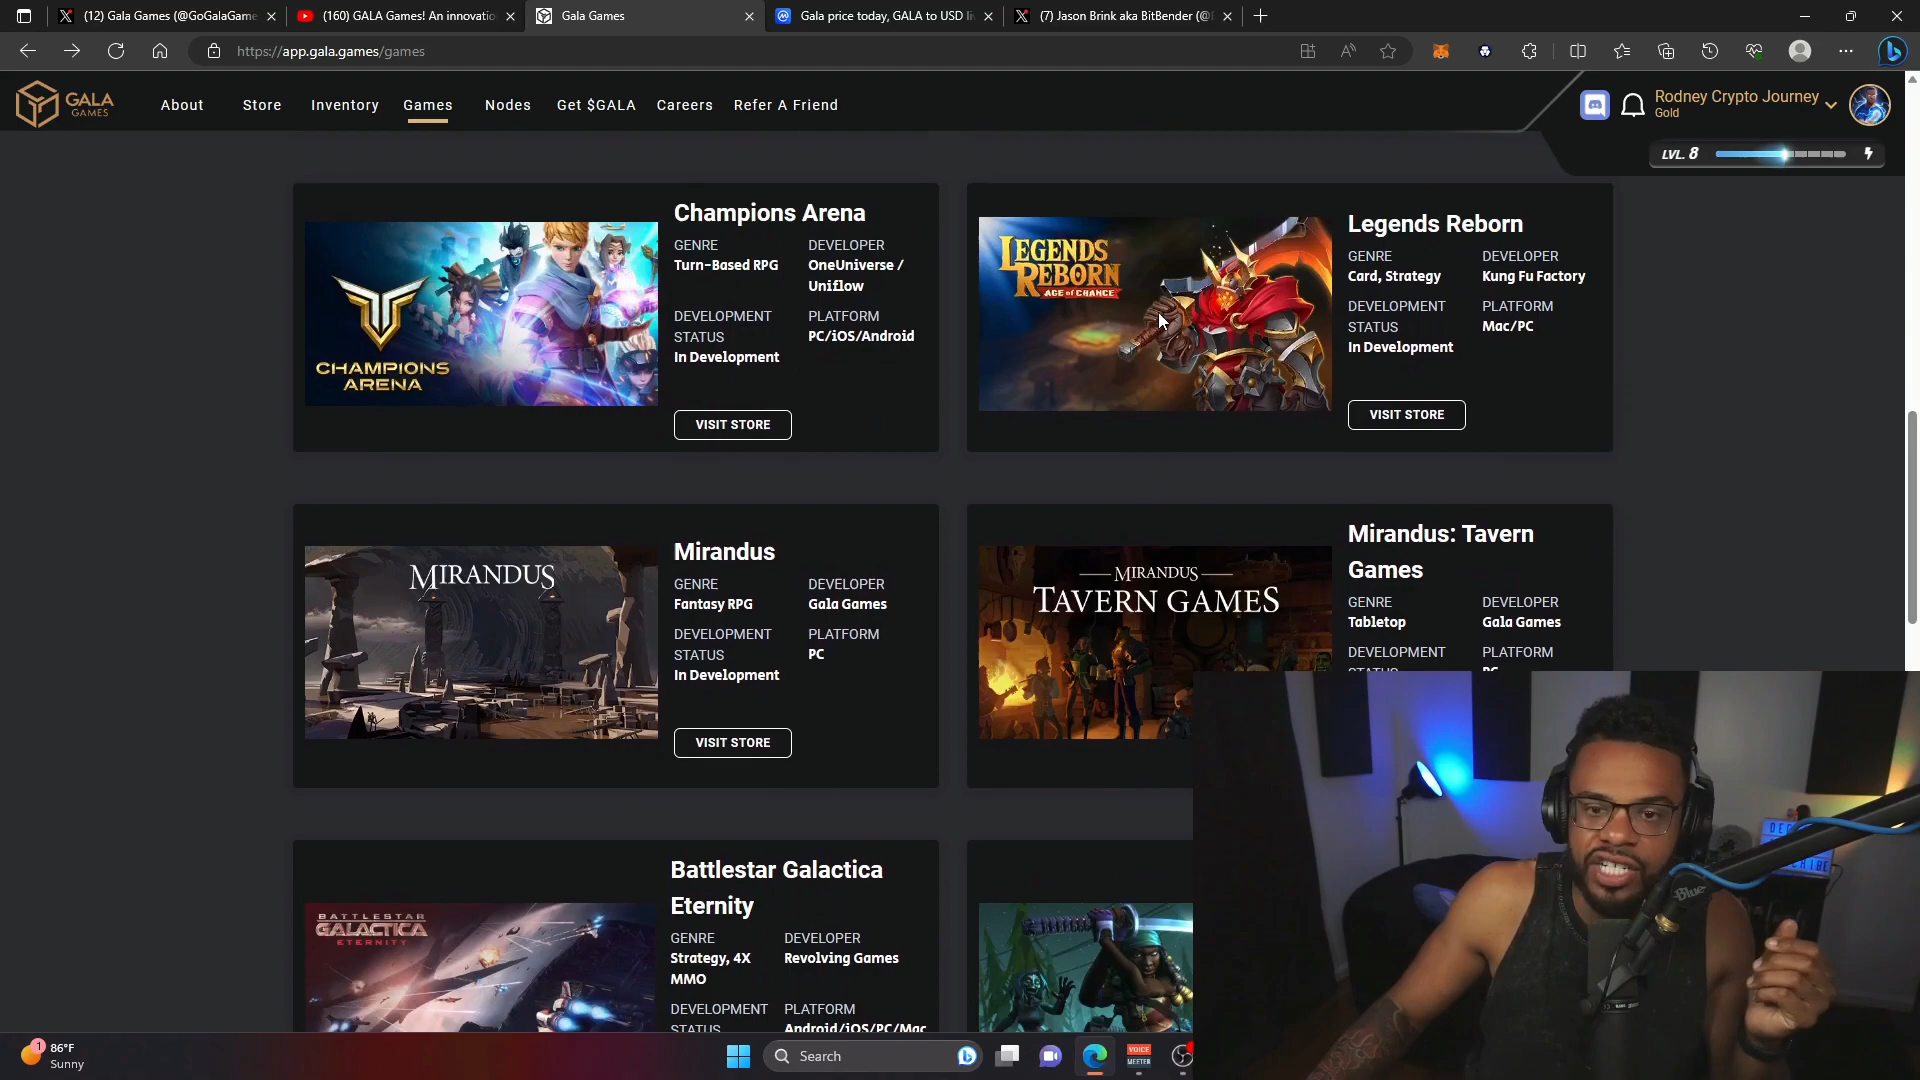 (12) Gala Games (@GoGalaGame
(160) GALA Games! An innovatio
Gala Games
Gala price today, GALA to USD li
(7) Jason Brink aka BitBender (@
https://app.gala.games/games
GALA
GAMES
About
Store
Inventory
Games
Nodes
Get $GALA
Careers
Refer A Friend
Rodney Crypto Journey
Gold
LVL. 8
CHAMPIONS
ARENA
Champions Arena
GENRE
Turn-Based RPG
DEVELOPER
OneUniverse /
Uniflow
DEVELOPMENT
STATUS
In Development
PLATFORM
PC/iOS/Android
VISIT STORE
LEGENDS
REBORN
AGE of CHANCE
Legends Reborn
GENRE
Card, Strategy
DEVELOPER
Kung Fu Factory
DEVELOPMENT
STATUS
In Development
PLATFORM
Mac/PC
VISIT STORE
MIRANDUS
Mirandus
GENRE
Fantasy RPG
DEVELOPER
Gala Games
DEVELOPMENT
STATUS
In Development
PLATFORM
PC
VISIT STORE
MIRANDUS
TAVERN GAMES
Mirandus: Tavern
Games
GENRE
Tabletop
DEVELOPER
Gala Games
DEVELOPMENT
STATUS
PLATFORM
PC
BATTLESTAR
GALACTICA
ETERNITY
Battlestar Galactica
Eternity
GENRE
Strategy, 4X
MMO
DEVELOPER
Revolving Games
DEVELOPMENT
STATUS
PLATFORM
Android/iOS/PC/Mac
Blue
1
86°F
Sunny
Search
VOICE
MEETER